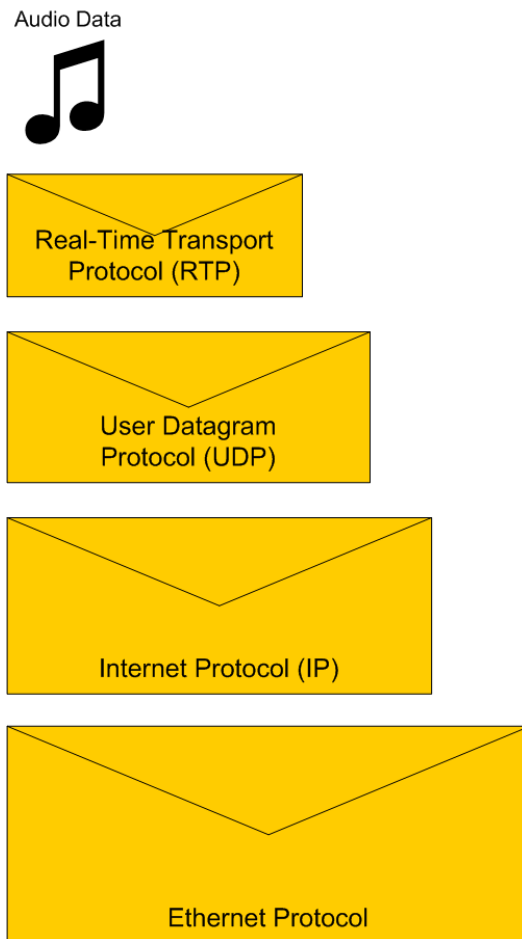 Audio Data
Real-Time Transport
Protocol (RTP)
User Datagram
Protocol (UDP)
Internet Protocol (IP)
Ethernet Protocol